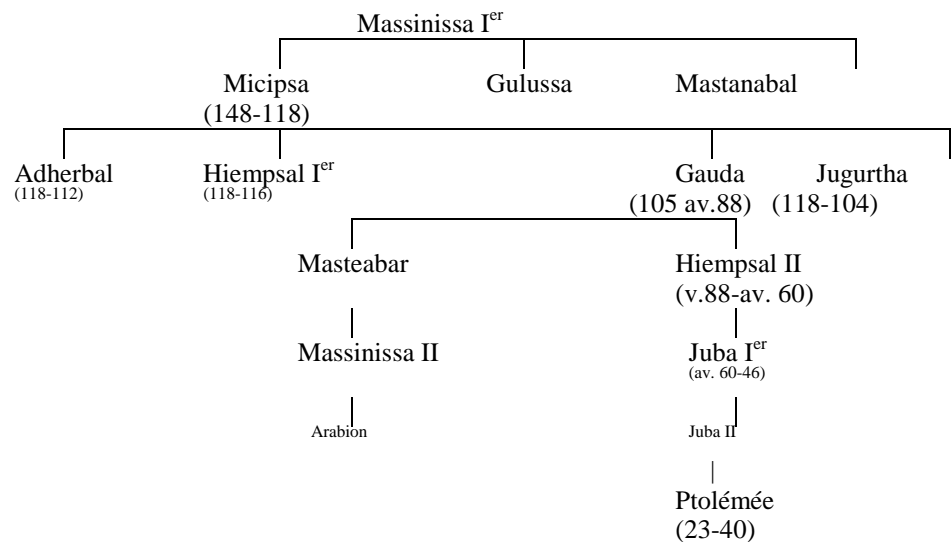 Massinissa Ier
Micipsa Gulussa Mastanabal
(148-118)
Adherbal Hiempsal Ier Gauda Jugurtha
(118-112) (118-116) (105 av.88) (118-104)
Masteabar Hiempsal II
(v.88-av. 60)
Massinissa II Juba Ier
(av. 60-46)
Arabion Juba II
Ptolémée
(23-40)